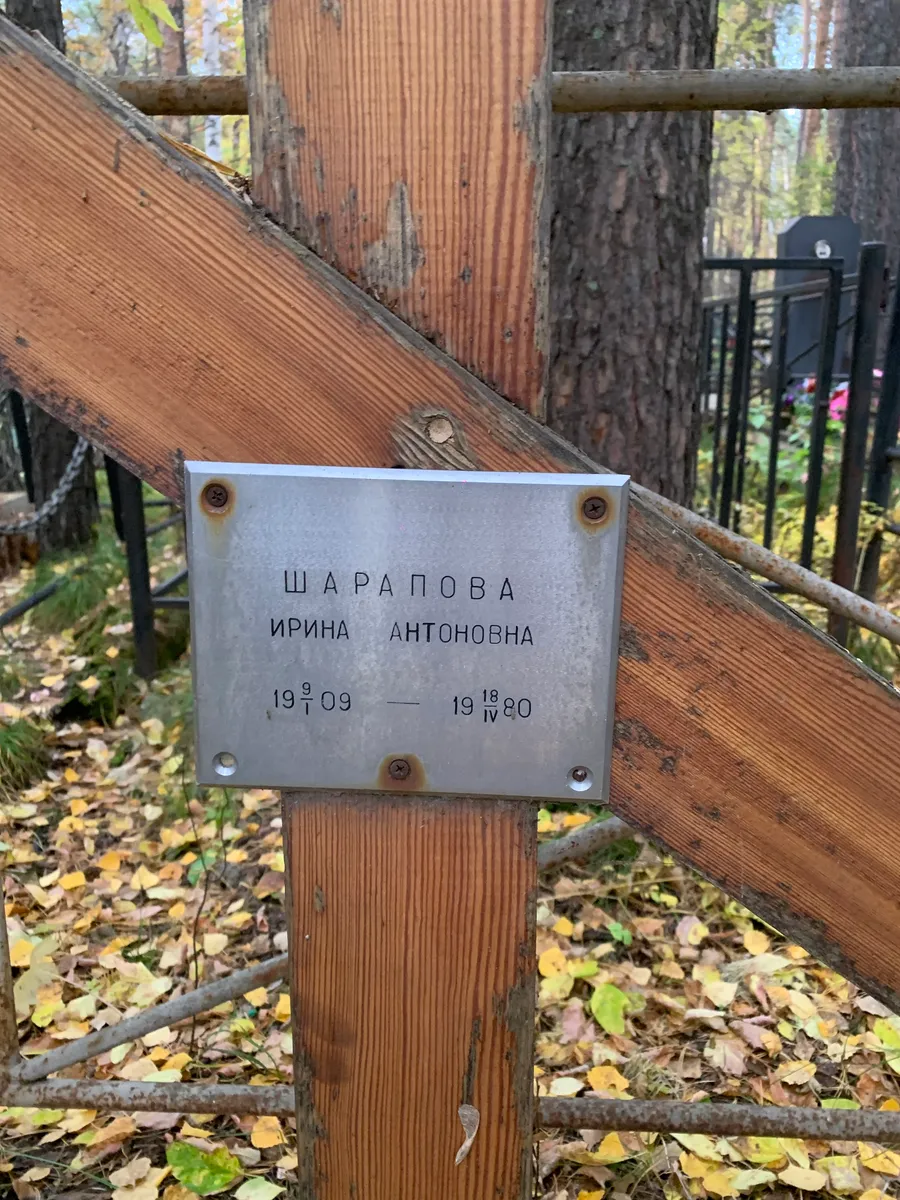 ШАРАПОВА
ИРИНА АНТОНОВНА
19 9/I 09 — 19 18/IV 80